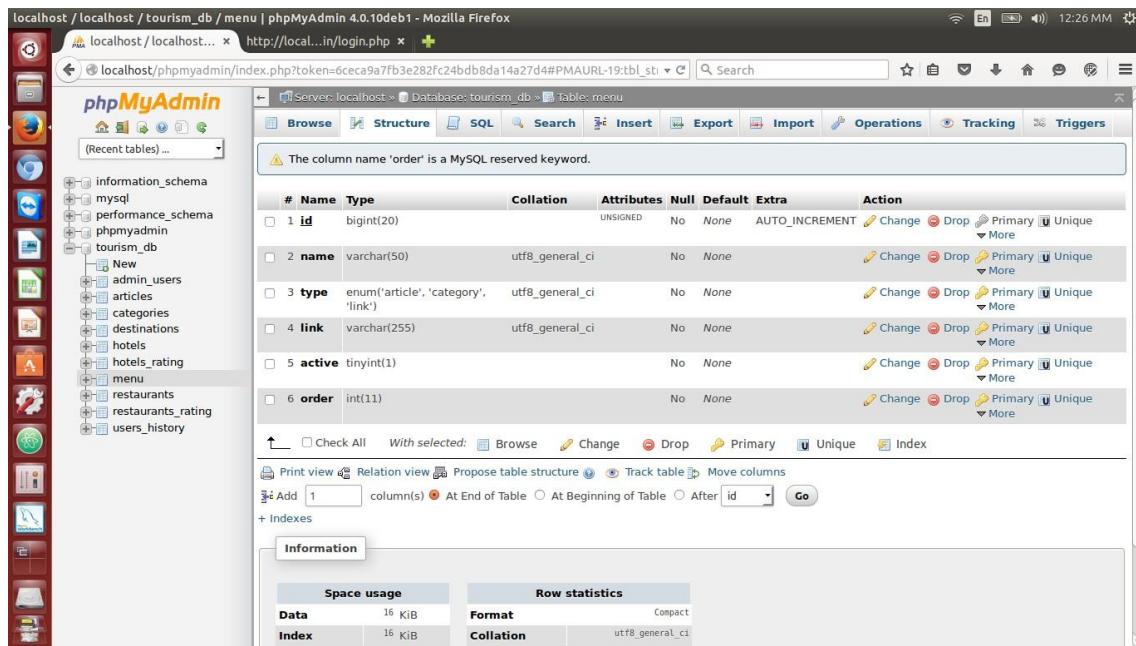 localhost / localhost / tourism_db / menu | phpMyAdmin 4.0.10deb1 - Mozilla Firefox
En
12:26 MM
localhost / localhost... ×
http://local...in/login.php ×
localhost/phpmyadmin/index.php?token=6ceca9a7fb3e282fc24bdb8da14a27d4#PMAURL-19:tbl_str
Search
phpMyAdmin
(Recent tables) ...
information_schema
mysql
performance_schema
phpmyadmin
tourism_db
New
admin_users
articles
categories
destinations
hotels
hotels_rating
menu
restaurants
restaurants_rating
users_history
Server: localhost » Database: tourism_db » Table: menu
Browse Structure SQL Search Insert Export Import Operations Tracking Triggers
The column name 'order' is a MySQL reserved keyword.
# Name Type Collation Attributes Null Default Extra Action
1 id bigint(20) UNSIGNED No None AUTO_INCREMENT Change Drop Primary Unique
More
2 name varchar(50) utf8_general_ci No None Change Drop Primary Unique
More
3 type enum('article', 'category', utf8_general_ci No None Change Drop Primary Unique
'link') More
4 link varchar(255) utf8_general_ci No None Change Drop Primary Unique
More
5 active tinyint(1) No None Change Drop Primary Unique
More
6 order int(11) No None Change Drop Primary Unique
More
Check All With selected: Browse Change Drop Primary Unique Index
Print view Relation view Propose table structure Track table Move columns
Add 1 column(s) At End of Table At Beginning of Table After id Go
+ Indexes
Information
Space usage
Data 16 KiB
Index 16 KiB
Row statistics
Format Compact
Collation utf8_general_ci